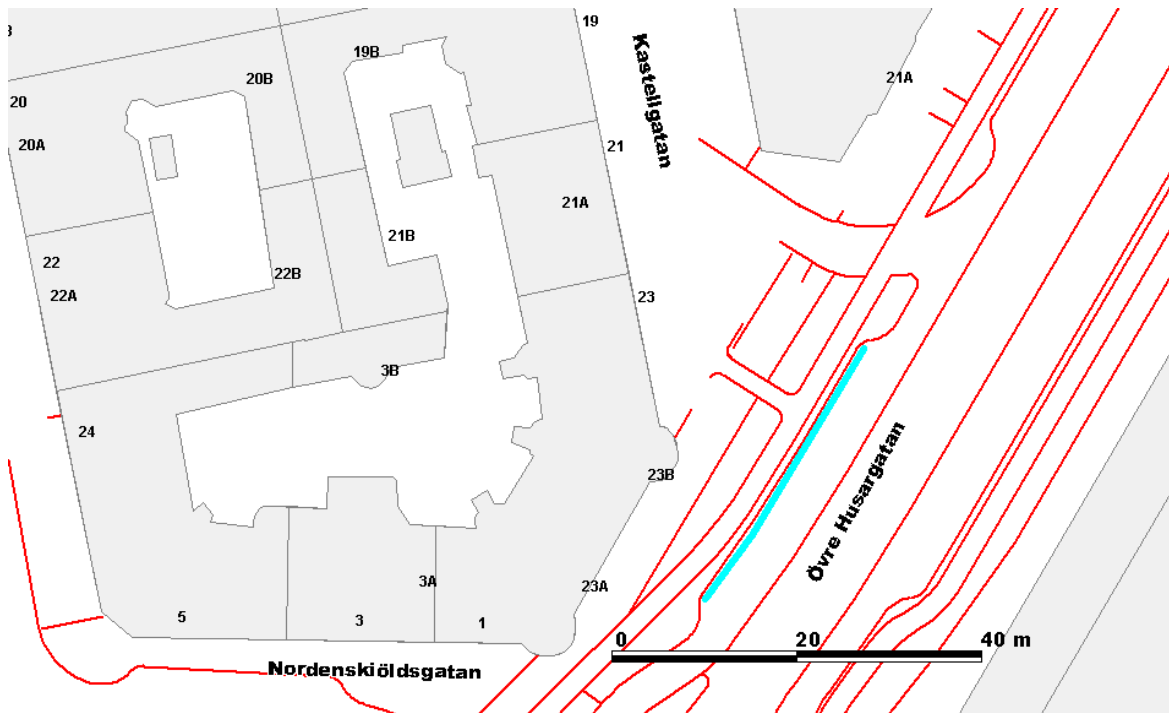 19
19B
20B
21A
20
20A
Kastellgatan
21
21A
21B
22
22A
22B
23
3B
24
23B
Övre Husargatan
3A
23A
5
3
1
0 20 40 m
Nordenskiöldsgatan